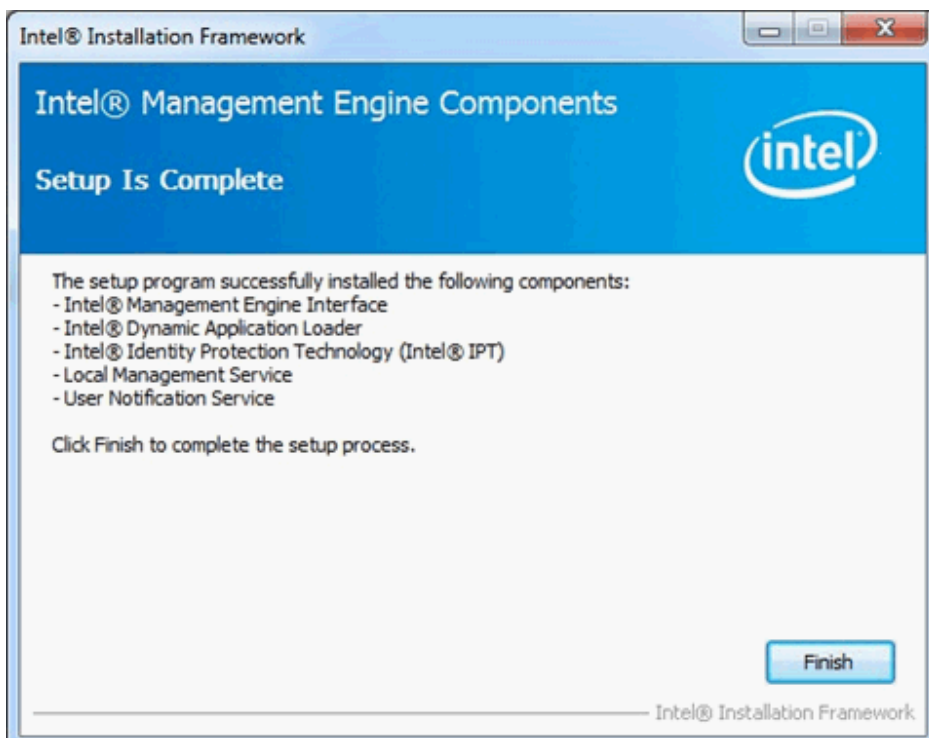 Intel® Installation Framework
Intel® Management Engine Components
intel
Setup Is Complete
The setup program successfully installed the following components:
- Intel® Management Engine Interface
- Intel® Dynamic Application Loader
- Intel® Identity Protection Technology (Intel® IPT)
- Local Management Service
- User Notification Service
Click Finish to complete the setup process.
Finish
Intel® Installation Framework